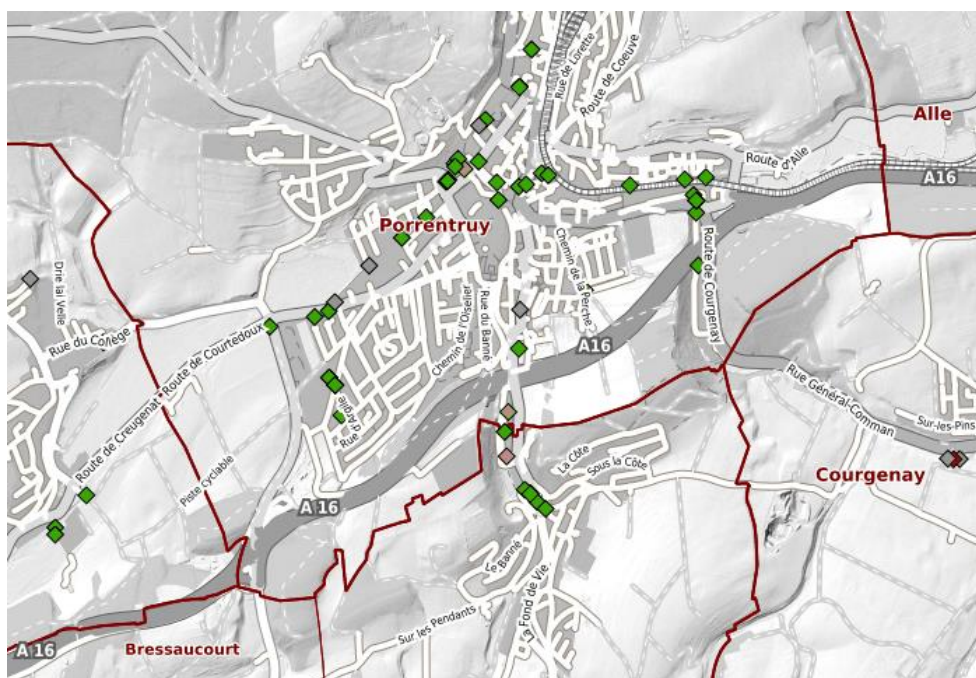 Rue de Lorette
Route de Coeuve
Alle
Route d'Alle
A16
Porrentruy
Drie lai Velle
Route de Courgenay
Chemin de la Perche
Rue du Banné
Chemin de l'Oiselier
Rue du Collège
Route de Courtedoux
A16
Rue Général-Comman
Route de Creugenat
Rue d'Argile
Sur-les-Pins
La Côte
Sous la Côte
Courgenay
Piste cyclable
A 16
Le Banné
La Fond de Vie
Sur les Pendants
Bressaucourt
A 16